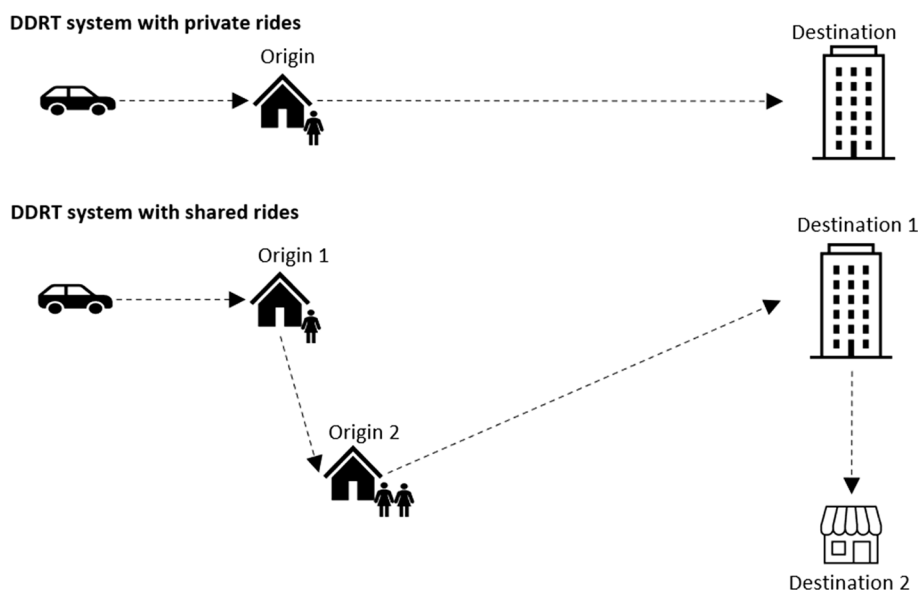 DDRT system with private rides
Origin
Destination
DDRT system with shared rides
Origin 1
Destination 1
Origin 2
Destination 2